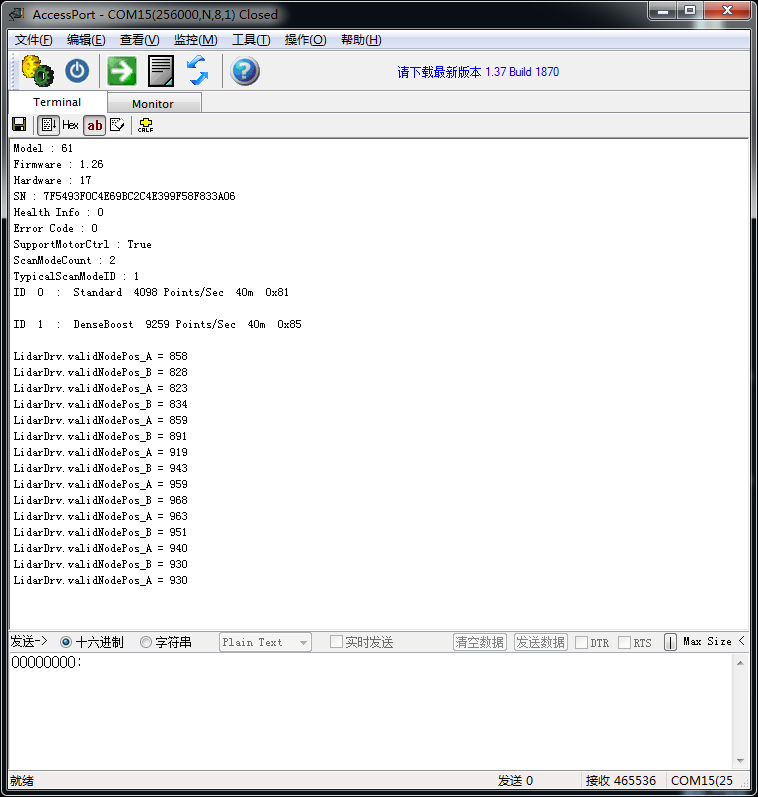 AccessPort - COM15(256000,N,8,1) Closed
文件(F) 编辑(E) 查看(V) 监控(M) 工具(T) 操作(O) 帮助(H)
请下载最新版本 1.37 Build 1870
Terminal Monitor
Hex ab CRLF
Model : 61
Firmware : 1.26
Hardware : 17
SN : 7F5493F0C4E69BC2C4E399F58F833A06
Health Info : 0
Error Code : 0
SupportMotorCtrl : True
ScanModeCount : 2
TypicalScanModeID : 1
ID 0 : Standard 4098 Points/Sec 40m 0x81
ID 1 : DenseBoost 9259 Points/Sec 40m 0x85
LidarDrv.validNodePos_A = 858
LidarDrv.validNodePos_B = 828
LidarDrv.validNodePos_A = 823
LidarDrv.validNodePos_B = 834
LidarDrv.validNodePos_A = 859
LidarDrv.validNodePos_B = 891
LidarDrv.validNodePos_A = 919
LidarDrv.validNodePos_B = 943
LidarDrv.validNodePos_A = 959
LidarDrv.validNodePos_B = 968
LidarDrv.validNodePos_A = 963
LidarDrv.validNodePos_B = 951
LidarDrv.validNodePos_A = 940
LidarDrv.validNodePos_B = 930
LidarDrv.validNodePos_A = 930
发送-> 十六进制 字符串 Plain Text 实时发送 清空数据 发送数据 DTR RTS Max Size <
00000000:
就绪 发送 0 接收 465536 COM15(25